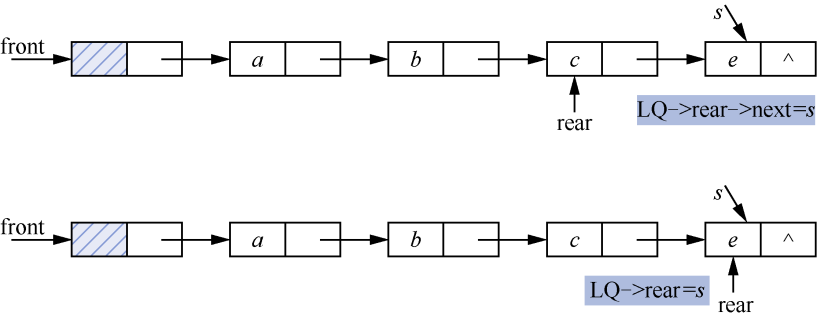 s
front
a b c e ^
LQ->rear->next=s
rear
s
front
a b c e ^
LQ->rear=s
rear